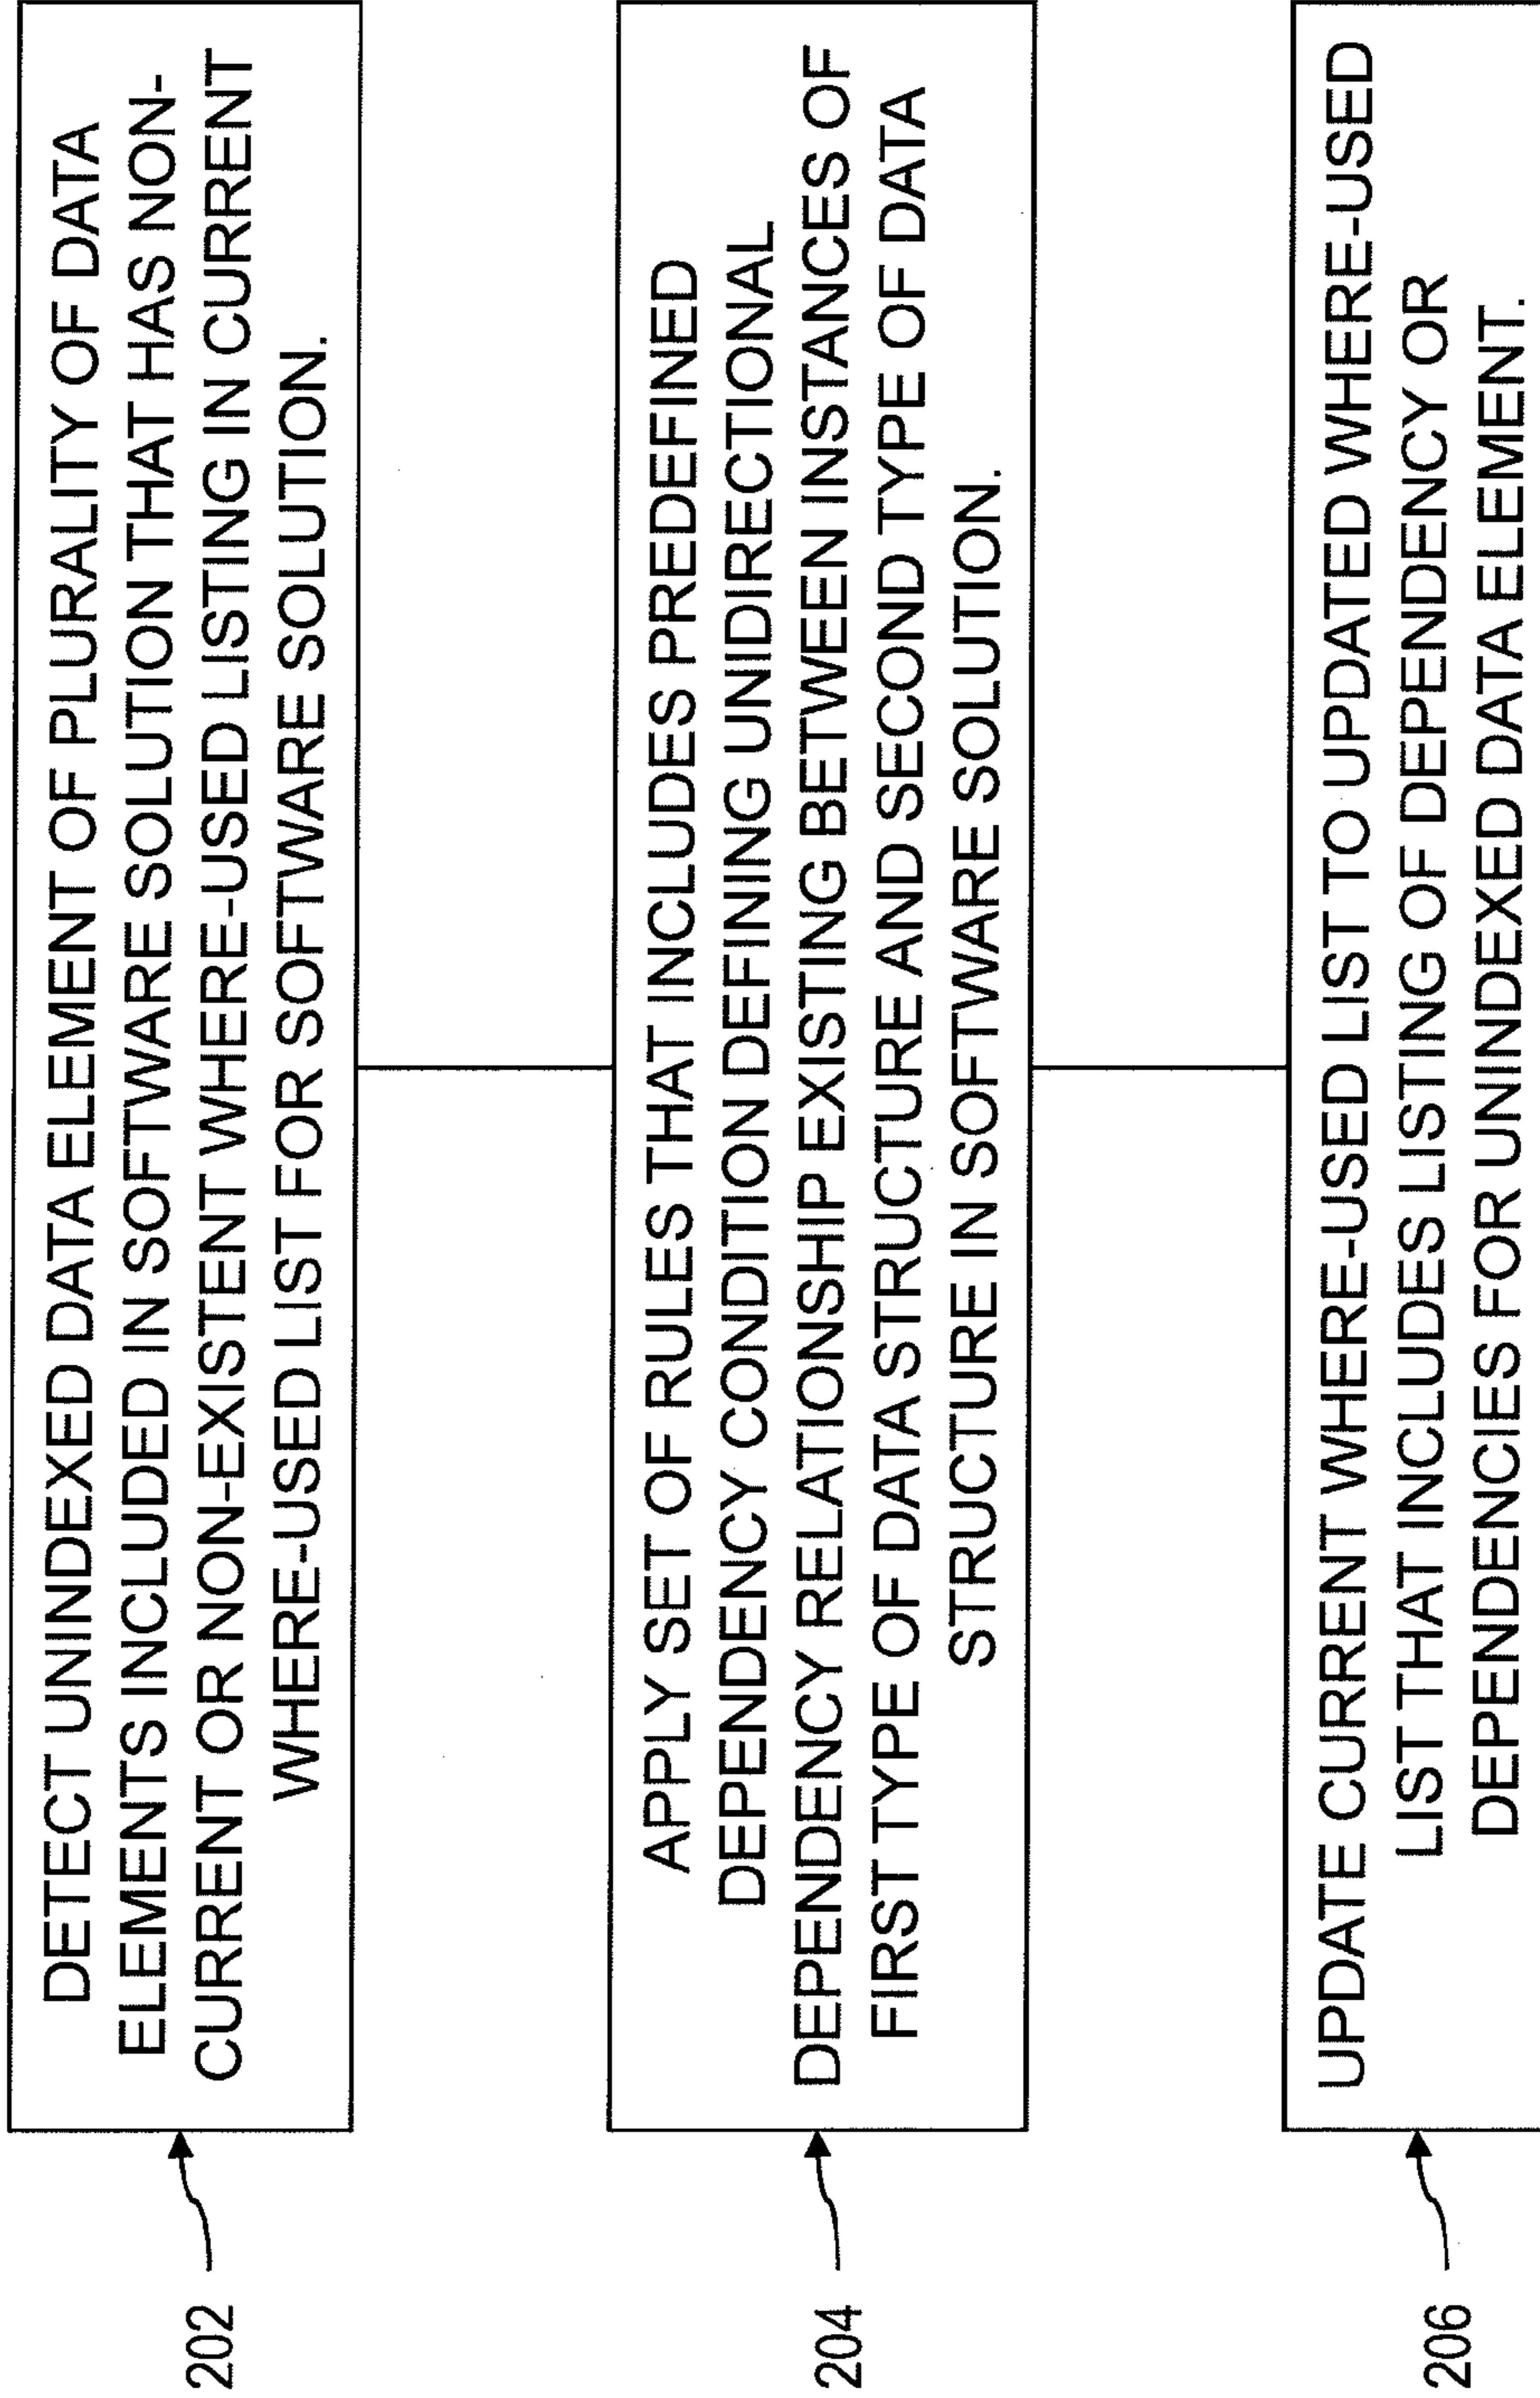 202
DETECT UNINDEXED DATA ELEMENT OF PLURALITY OF DATA
ELEMENTS INCLUDED IN SOFTWARE SOLUTION THAT HAS NON-
CURRENT OR NON-EXISTENT WHERE-USED LISTING IN CURRENT
WHERE-USED LIST FOR SOFTWARE SOLUTION.
204
APPLY SET OF RULES THAT INCLUDES PREDEFINED
DEPENDENCY CONDITION DEFINING UNIDIRECTIONAL
DEPENDENCY RELATIONSHIP EXISTING BETWEEN INSTANCES OF
FIRST TYPE OF DATA STRUCTURE AND SECOND TYPE OF DATA
STRUCTURE IN SOFTWARE SOLUTION.
206
UPDATE CURRENT WHERE-USED LIST TO UPDATED WHERE-USED
LIST THAT INCLUDES LISTING OF DEPENDENCY OR
DEPENDENCIES FOR UNINDEXED DATA ELEMENT.